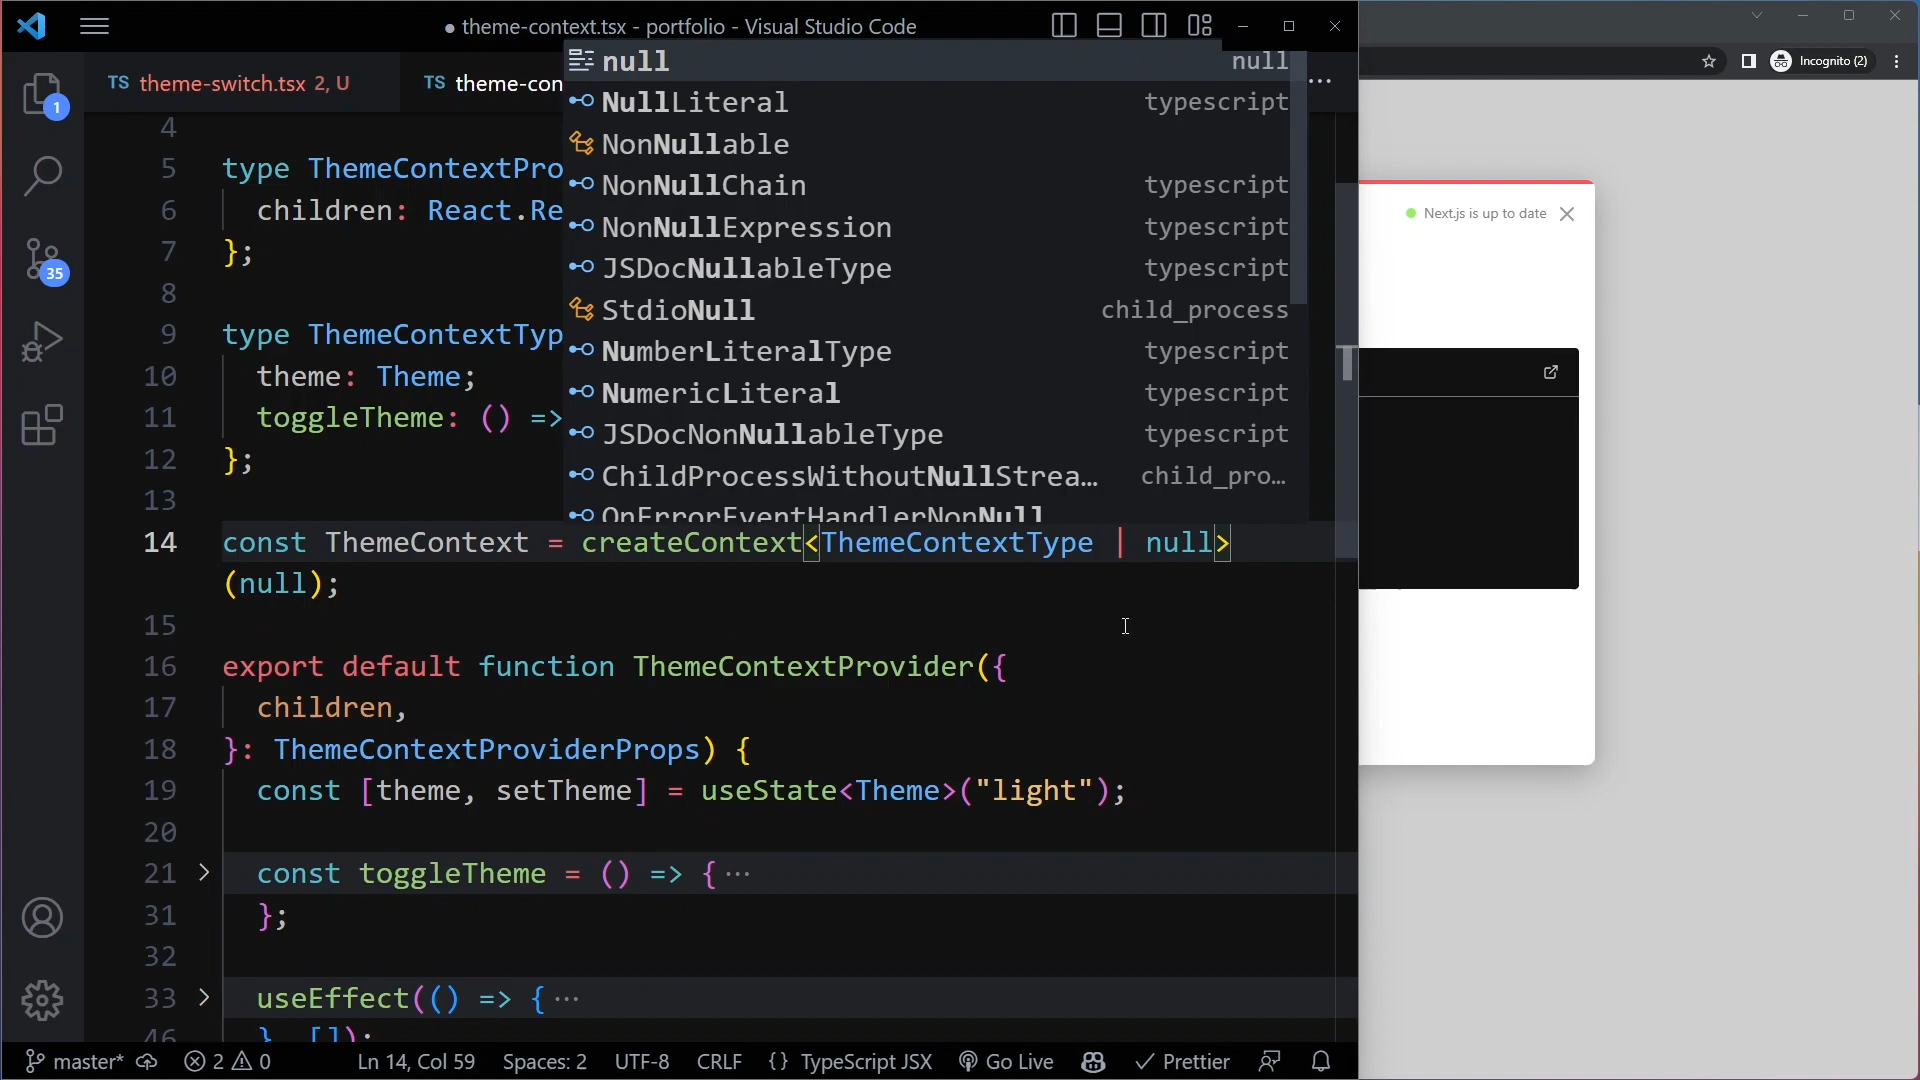 ● theme-context.tsx - portfolio - Visual Studio Code
TS theme-switch.tsx 2, U
TS theme-con
Incognito (2)
null null
NullLiteral typescript
NonNullable
NonNullChain typescript
NonNullExpression typescript
JSDocNullableType typescript
StdioNull child_process
NumberLiteralType typescript
NumericLiteral typescript
JSDocNonNullableType typescript
ChildProcessWithoutNullStrea… child_pro…
OnErrorEventHandlerNonNull
1
35
4
5 type ThemeContextPro
6 children: React.Re
7 };
8
9 type ThemeContextTyp
10 theme: Theme;
11 toggleTheme: () =>
12 };
13
14 const ThemeContext = createContext<ThemeContextType | null>
(null);
15
16 export default function ThemeContextProvider({
17 children,
18 }: ThemeContextProviderProps) {
19 const [theme, setTheme] = useState<Theme>("light");
20
21 const toggleTheme = () => {···
31 };
32
33 useEffect(() => {···
46 }, []);
Next.js is up to date
master* 2 0 Ln 14, Col 59 Spaces: 2 UTF-8 CRLF {} TypeScript JSX Go Live Prettier